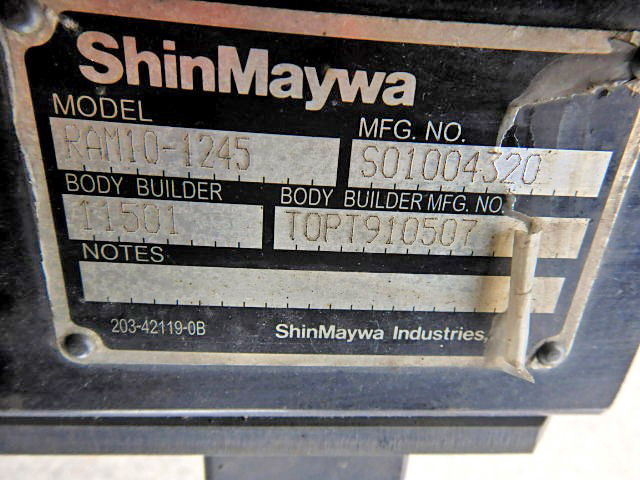 ShinMaywa
MODEL
MFG. NO.
RAM10-1245
S01004320
BODY BUILDER
BODY BUILDER MFG. NO.
11501
TOPT910507
NOTES
203-42119-0B
ShinMaywa Industries,